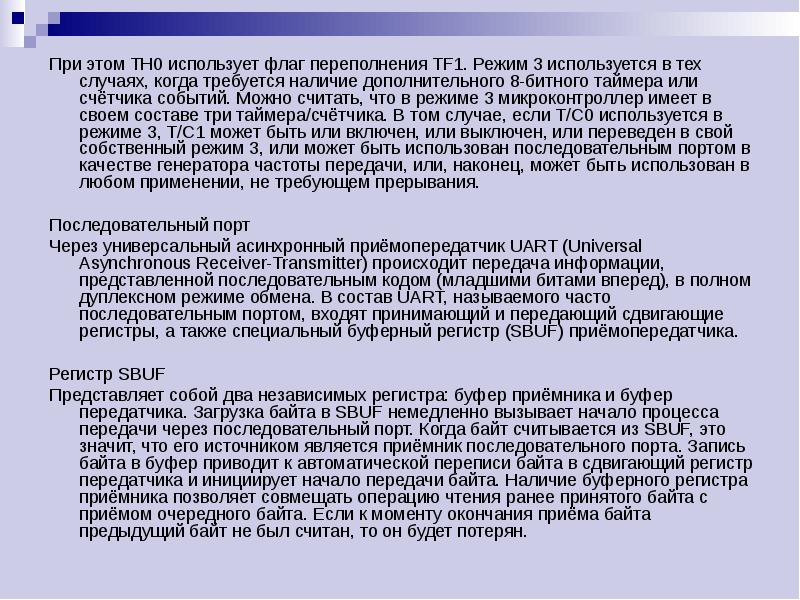 При этом TH0 использует флаг переполнения TF1. Режим 3 используется в тех
случаях, когда требуется наличие дополнительного 8-битного таймера или
счётчика событий. Можно считать, что в режиме 3 микроконтроллер имеет в
своем составе три таймера/счётчика. В том случае, если T/C0 используется в
режиме 3, T/C1 может быть или включен, или выключен, или переведен в свой
собственный режим 3, или может быть использован последовательным портом в
качестве генератора частоты передачи, или, наконец, может быть использован в
любом применении, не требующем прерывания.
Последовательный порт
Через универсальный асинхронный приёмопередатчик UART (Universal
Asynchronous Receiver-Transmitter) происходит передача информации,
представленной последовательным кодом (младшими битами вперед), в полном
дуплексном режиме обмена. В состав UART, называемого часто
последовательным портом, входят принимающий и передающий сдвигающие
регистры, а также специальный буферный регистр (SBUF) приёмопередатчика.
Регистр SBUF
Представляет собой два независимых регистра: буфер приёмника и буфер
передатчика. Загрузка байта в SBUF немедленно вызывает начало процесса
передачи через последовательный порт. Когда байт считывается из SBUF, это
значит, что его источником является приёмник последовательного порта. Запись
байта в буфер приводит к автоматической переписи байта в сдвигающий регистр
передатчика и инициирует начало передачи байта. Наличие буферного регистра
приёмника позволяет совмещать операцию чтения ранее принятого байта с
приёмом очередного байта. Если к моменту окончания приёма байта
предыдущий байт не был считан, то он будет потерян.